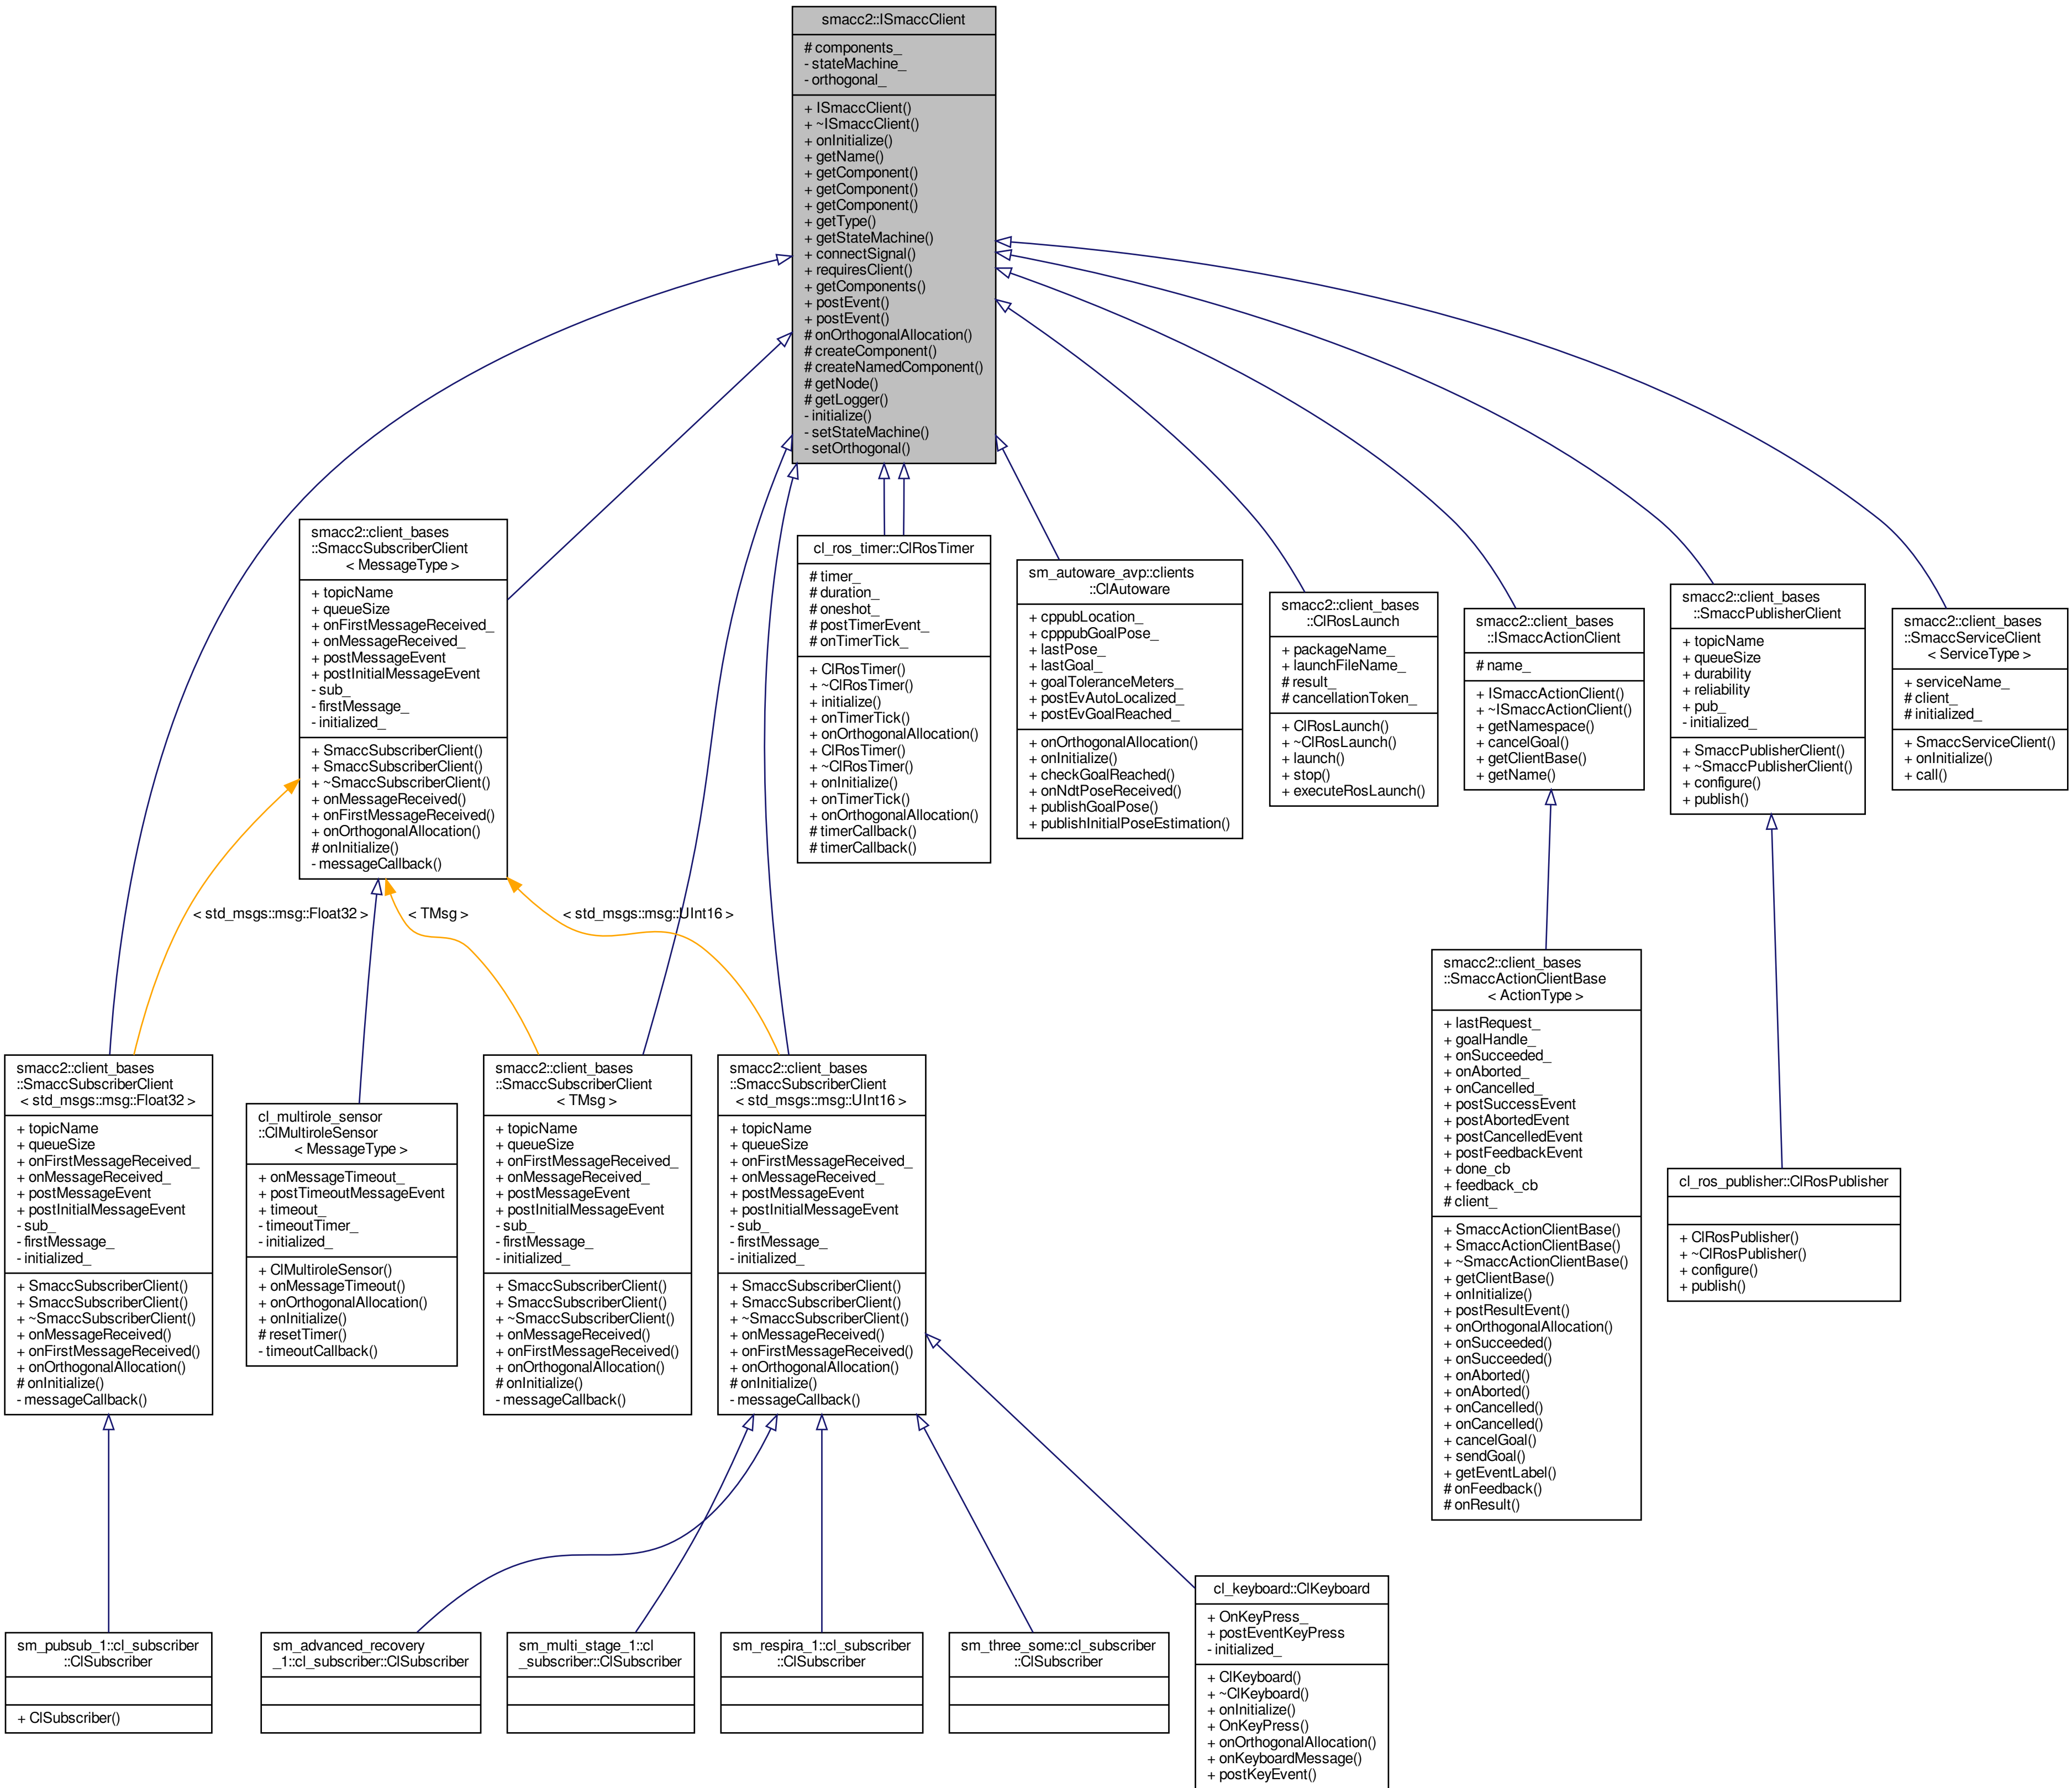 smacc2::ISmaccClient
# components_
- stateMachine_
- orthogonal_
+ ISmaccClient()
+ ~ISmaccClient()
+ onInitialize()
+ getName()
+ getComponent()
+ getComponent()
+ getComponent()
+ getType()
+ getStateMachine()
+ connectSignal()
+ requiresClient()
+ getComponents()
+ postEvent()
+ postEvent()
# onOrthogonalAllocation()
# createComponent()
# createNamedComponent()
# getNode()
# getLogger()
- initialize()
- setStateMachine()
- setOrthogonal()
smacc2::client_bases
::SmaccSubscriberClient
< MessageType >
+ topicName
+ queueSize
+ onFirstMessageReceived_
+ onMessageReceived_
+ postMessageEvent
+ postInitialMessageEvent
- sub_
- firstMessage_
- initialized_
+ SmaccSubscriberClient()
+ SmaccSubscriberClient()
+ ~SmaccSubscriberClient()
+ onMessageReceived()
+ onFirstMessageReceived()
+ onOrthogonalAllocation()
# onInitialize()
- messageCallback()
cl_ros_timer::ClRosTimer
# timer_
# duration_
# oneshot_
# postTimerEvent_
# onTimerTick_
+ ClRosTimer()
+ ~ClRosTimer()
+ initialize()
+ onTimerTick()
+ onOrthogonalAllocation()
+ ClRosTimer()
+ ~ClRosTimer()
+ onInitialize()
+ onTimerTick()
+ onOrthogonalAllocation()
# timerCallback()
# timerCallback()
sm_autoware_avp::clients
::ClAutoware
+ cppubLocation_
+ cpppubGoalPose_
+ lastPose_
+ lastGoal_
+ goalToleranceMeters_
+ postEvAutoLocalized_
+ postEvGoalReached_
+ onOrthogonalAllocation()
+ onInitialize()
+ checkGoalReached()
+ onNdtPoseReceived()
+ publishGoalPose()
+ publishInitialPoseEstimation()
smacc2::client_bases
::ClRosLaunch
+ packageName_
+ launchFileName_
# result_
# cancellationToken_
+ ClRosLaunch()
+ ~ClRosLaunch()
+ launch()
+ stop()
+ executeRosLaunch()
smacc2::client_bases
::ISmaccActionClient
# name_
+ ISmaccActionClient()
+ ~ISmaccActionClient()
+ getNamespace()
+ cancelGoal()
+ getClientBase()
+ getName()
smacc2::client_bases
::SmaccPublisherClient
+ topicName
+ queueSize
+ durability
+ reliability
+ pub_
- initialized_
+ SmaccPublisherClient()
+ ~SmaccPublisherClient()
+ configure()
+ publish()
smacc2::client_bases
::SmaccServiceClient
< ServiceType >
+ serviceName_
# client_
# initialized_
+ SmaccServiceClient()
+ onInitialize()
+ call()
< std_msgs::msg::Float32 >
< TMsg >
< std_msgs::msg::UInt16 >
smacc2::client_bases
::SmaccSubscriberClient
< std_msgs::msg::Float32 >
+ topicName
+ queueSize
+ onFirstMessageReceived_
+ onMessageReceived_
+ postMessageEvent
+ postInitialMessageEvent
- sub_
- firstMessage_
- initialized_
+ SmaccSubscriberClient()
+ SmaccSubscriberClient()
+ ~SmaccSubscriberClient()
+ onMessageReceived()
+ onFirstMessageReceived()
+ onOrthogonalAllocation()
# onInitialize()
- messageCallback()
cl_multirole_sensor
::ClMultiroleSensor
< MessageType >
+ onMessageTimeout_
+ postTimeoutMessageEvent
+ timeout_
- timeoutTimer_
- initialized_
+ ClMultiroleSensor()
+ onMessageTimeout()
+ onOrthogonalAllocation()
+ onInitialize()
# resetTimer()
- timeoutCallback()
smacc2::client_bases
::SmaccSubscriberClient
< TMsg >
+ topicName
+ queueSize
+ onFirstMessageReceived_
+ onMessageReceived_
+ postMessageEvent
+ postInitialMessageEvent
- sub_
- firstMessage_
- initialized_
+ SmaccSubscriberClient()
+ SmaccSubscriberClient()
+ ~SmaccSubscriberClient()
+ onMessageReceived()
+ onFirstMessageReceived()
+ onOrthogonalAllocation()
# onInitialize()
- messageCallback()
smacc2::client_bases
::SmaccSubscriberClient
< std_msgs::msg::UInt16 >
+ topicName
+ queueSize
+ onFirstMessageReceived_
+ onMessageReceived_
+ postMessageEvent
+ postInitialMessageEvent
- sub_
- firstMessage_
- initialized_
+ SmaccSubscriberClient()
+ SmaccSubscriberClient()
+ ~SmaccSubscriberClient()
+ onMessageReceived()
+ onFirstMessageReceived()
+ onOrthogonalAllocation()
# onInitialize()
- messageCallback()
smacc2::client_bases
::SmaccActionClientBase
< ActionType >
+ lastRequest_
+ goalHandle_
+ onSucceeded_
+ onAborted_
+ onCancelled_
+ postSuccessEvent
+ postAbortedEvent
+ postCancelledEvent
+ postFeedbackEvent
+ done_cb
+ feedback_cb
# client_
+ SmaccActionClientBase()
+ SmaccActionClientBase()
+ ~SmaccActionClientBase()
+ getClientBase()
+ onInitialize()
+ postResultEvent()
+ onOrthogonalAllocation()
+ onSucceeded()
+ onSucceeded()
+ onAborted()
+ onAborted()
+ onCancelled()
+ onCancelled()
+ cancelGoal()
+ sendGoal()
+ getEventLabel()
# onFeedback()
# onResult()
cl_ros_publisher::ClRosPublisher
+ ClRosPublisher()
+ ~ClRosPublisher()
+ configure()
+ publish()
sm_pubsub_1::cl_subscriber
::ClSubscriber
+ ClSubscriber()
sm_advanced_recovery
_1::cl_subscriber::ClSubscriber
sm_multi_stage_1::cl
_subscriber::ClSubscriber
sm_respira_1::cl_subscriber
::ClSubscriber
sm_three_some::cl_subscriber
::ClSubscriber
cl_keyboard::ClKeyboard
+ OnKeyPress_
+ postEventKeyPress
- initialized_
+ ClKeyboard()
+ ~ClKeyboard()
+ onInitialize()
+ OnKeyPress()
+ onOrthogonalAllocation()
+ onKeyboardMessage()
+ postKeyEvent()